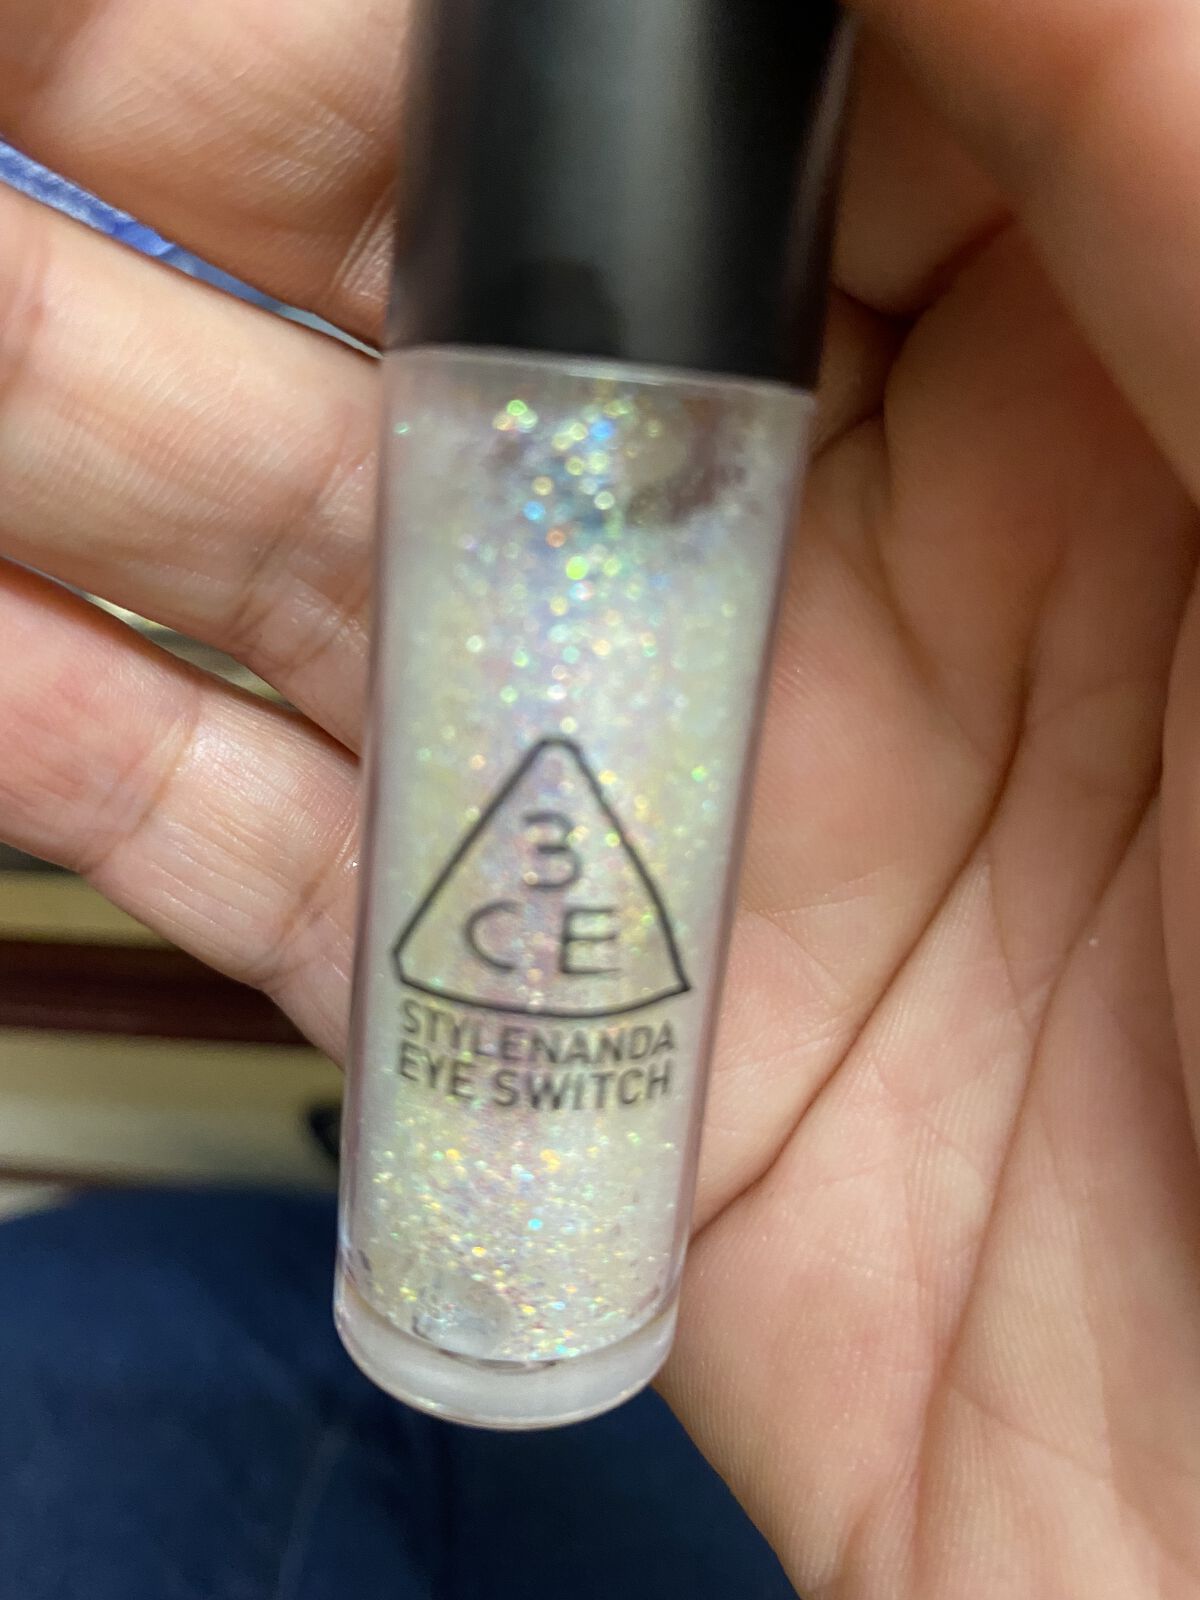 3
CE
STYLENANDA
EYE SWITCH